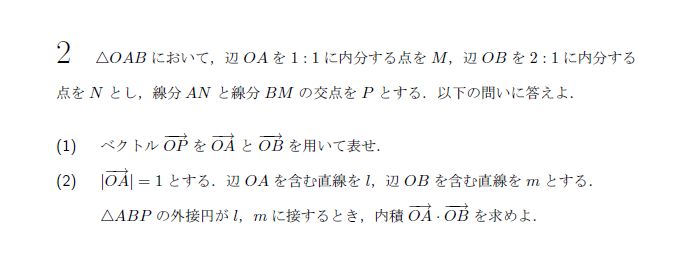 2 △OAB において，辺 OA を 1 : 1 に内分する点を M，辺 OB を 2 : 1 に内分する
点を N とし，線分 AN と線分 BM の交点を P とする．以下の問いに答えよ．
(1) ベクトル $\overrightarrow{OP}$ を $\overrightarrow{OA}$ と $\overrightarrow{OB}$ を用いて表せ．
(2) $|\overrightarrow{OA}| = 1$ とする．辺 OA を含む直線を l，辺 OB を含む直線を m とする．
△ABP の外接円が l，m に接するとき，内積 $\overrightarrow{OA} \cdot \overrightarrow{OB}$ を求めよ．